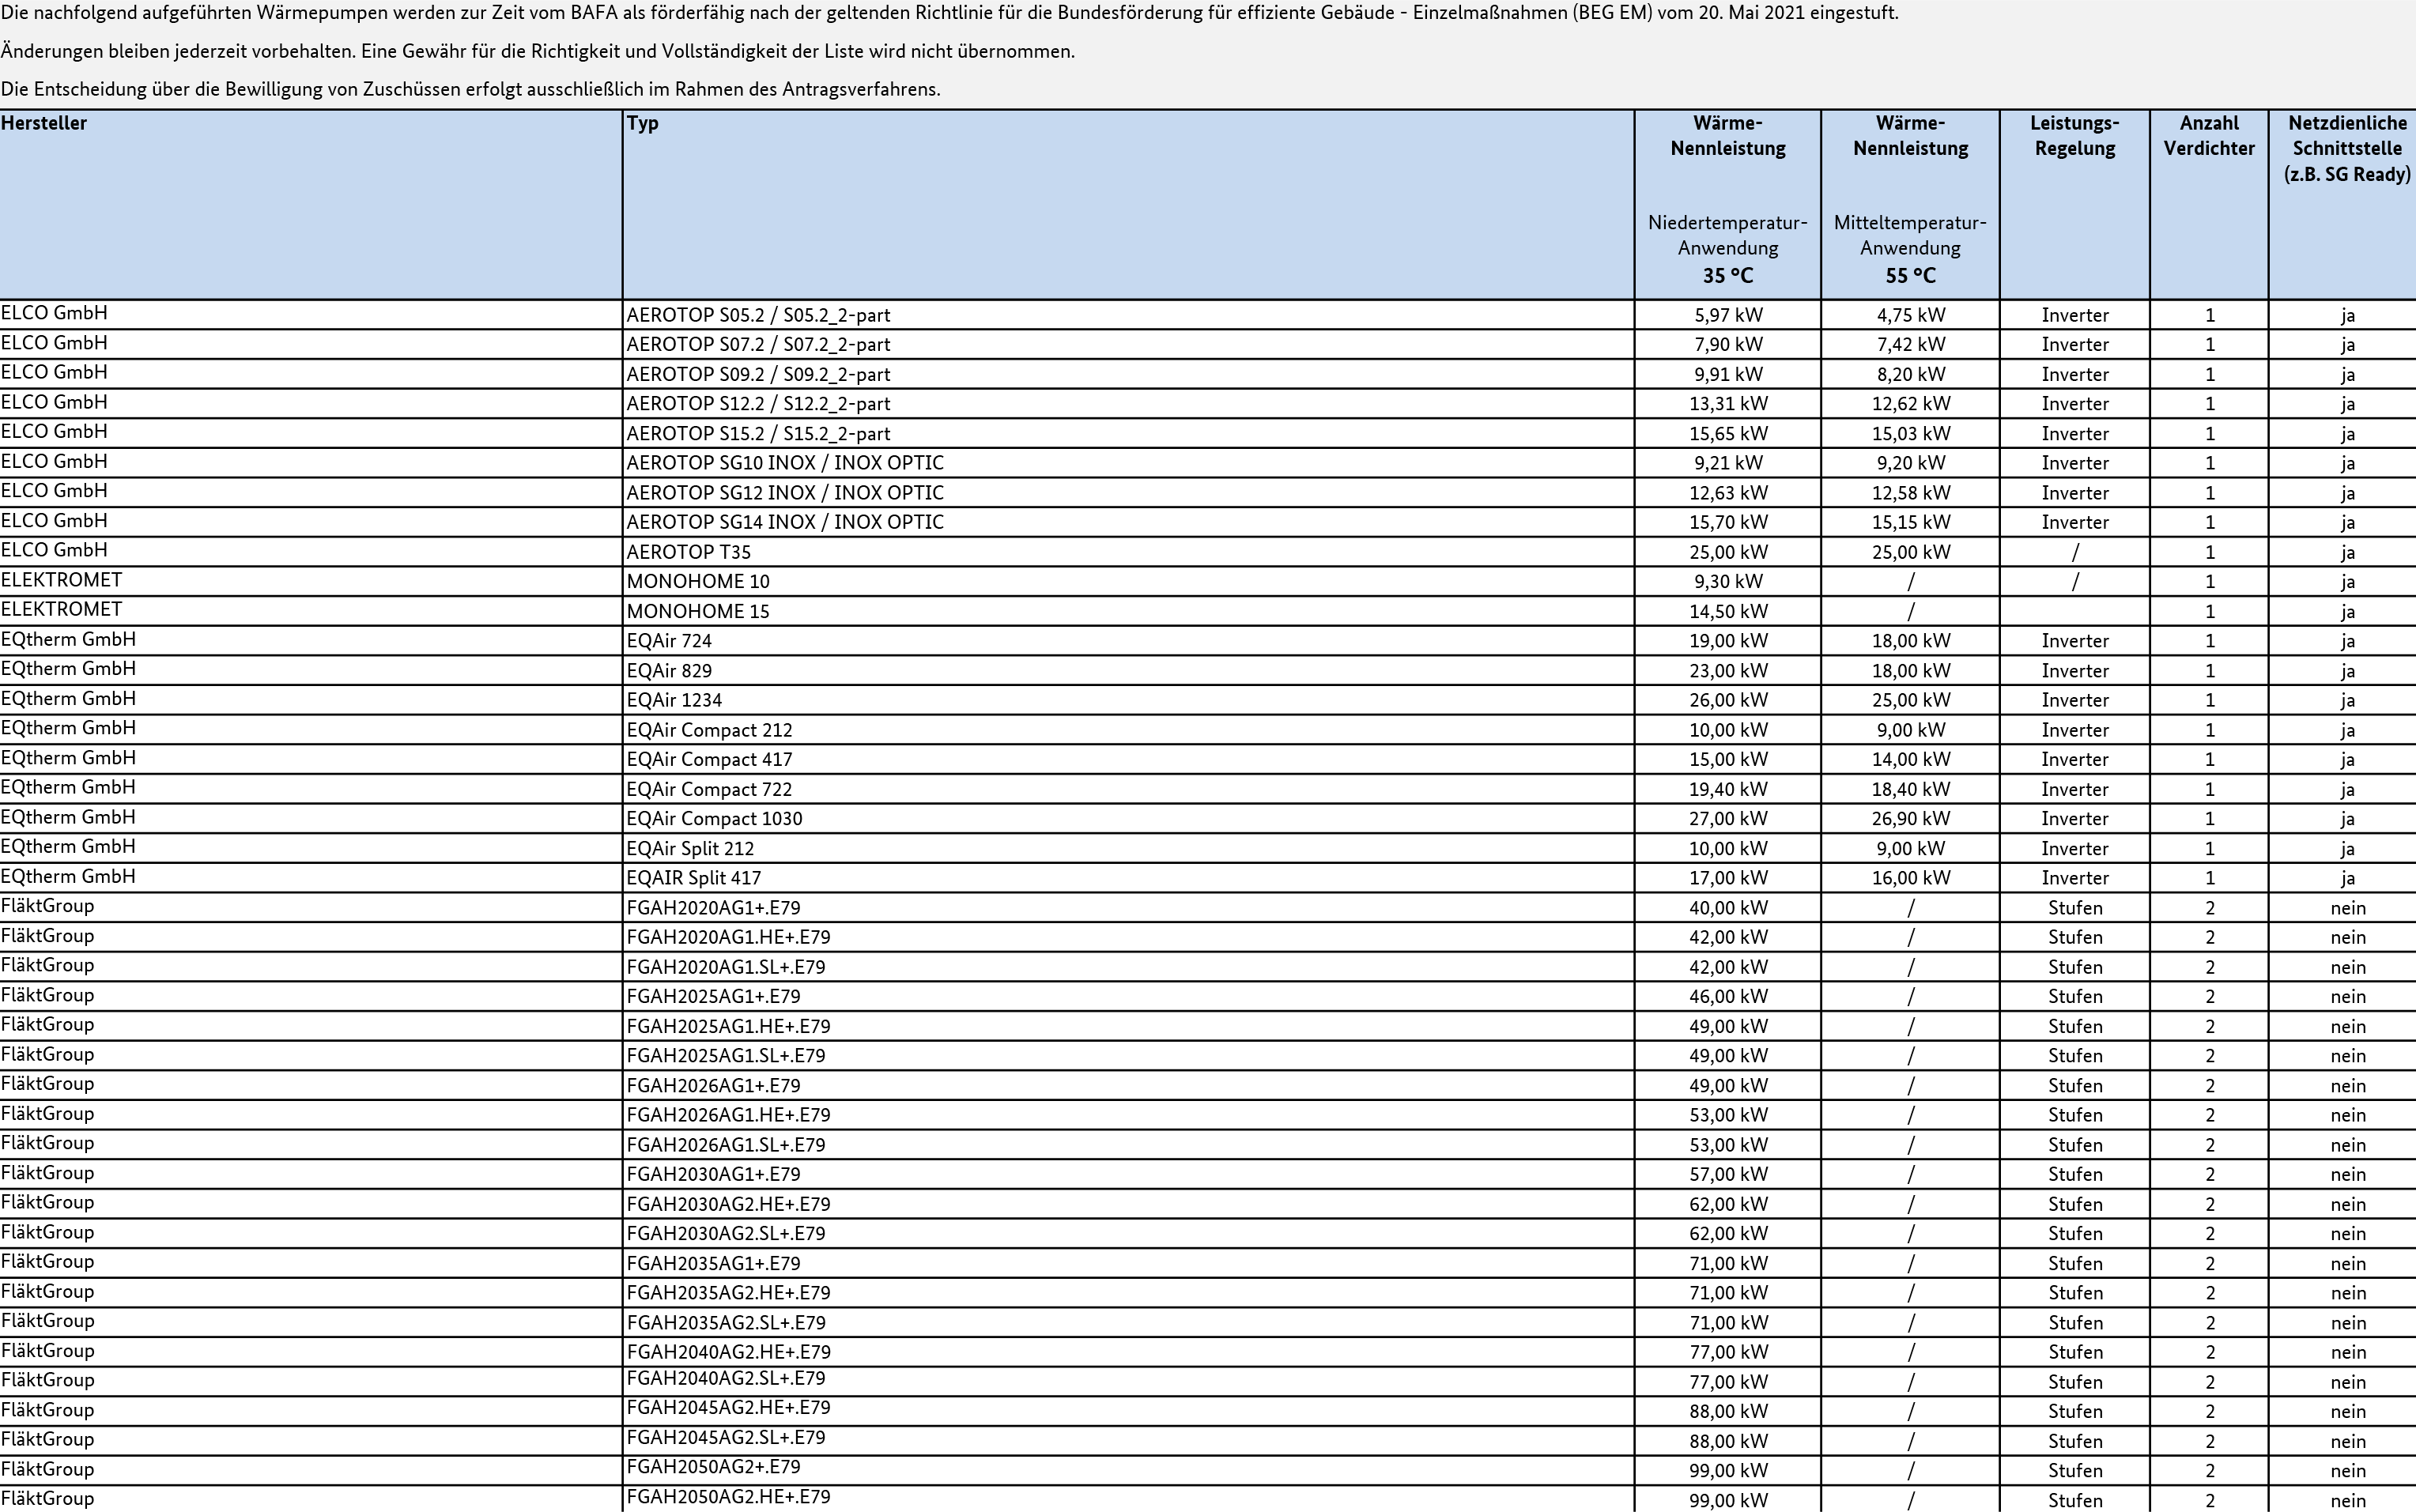 Die nachfolgend aufgeführten Wärmepumpen werden zur Zeit vom BAFA als förderfähig nach der geltenden Richtlinie für die Bundesförderung für effiziente Gebäude - Einzelmaßnahmen (BEG EM) vom 20. Mai 2021 eingestuft.
Änderungen bleiben jederzeit vorbehalten. Eine Gewähr für die Richtigkeit und Vollständigkeit der Liste wird nicht übernommen.
Die Entscheidung über die Bewilligung von Zuschüssen erfolgt ausschließlich im Rahmen des Antragsverfahrens.
Hersteller Typ Wärme- Wärme- Leistungs- Anzahl Netzdienliche
Nennleistung Nennleistung Regelung Verdichter Schnittstelle
(z.B. SG Ready)
Niedertemperatur- Mitteltemperatur-
Anwendung Anwendung
35 °C 55 °C
ELCO GmbH AEROTOP S05.2 / S05.2_2-part 5,97 kW 4,75 kW Inverter 1 ja
ELCO GmbH AEROTOP S07.2 / S07.2_2-part 7,90 kW 7,42 kW Inverter 1 ja
ELCO GmbH AEROTOP S09.2 / S09.2_2-part 9,91 kW 8,20 kW Inverter 1 ja
ELCO GmbH AEROTOP S12.2 / S12.2_2-part 13,31 kW 12,62 kW Inverter 1 ja
ELCO GmbH AEROTOP S15.2 / S15.2_2-part 15,65 kW 15,03 kW Inverter 1 ja
ELCO GmbH AEROTOP SG10 INOX / INOX OPTIC 9,21 kW 9,20 kW Inverter 1 ja
ELCO GmbH AEROTOP SG12 INOX / INOX OPTIC 12,63 kW 12,58 kW Inverter 1 ja
ELCO GmbH AEROTOP SG14 INOX / INOX OPTIC 15,70 kW 15,15 kW Inverter 1 ja
ELCO GmbH AEROTOP T35 25,00 kW 25,00 kW / 1 ja
ELEKTROMET MONOHOME 10 9,30 kW / / 1 ja
ELEKTROMET MONOHOME 15 14,50 kW / 1 ja
EQtherm GmbH EQAir 724 19,00 kW 18,00 kW Inverter 1 ja
EQtherm GmbH EQAir 829 23,00 kW 18,00 kW Inverter 1 ja
EQtherm GmbH EQAir 1234 26,00 kW 25,00 kW Inverter 1 ja
EQtherm GmbH EQAir Compact 212 10,00 kW 9,00 kW Inverter 1 ja
EQtherm GmbH EQAir Compact 417 15,00 kW 14,00 kW Inverter 1 ja
EQtherm GmbH EQAir Compact 722 19,40 kW 18,40 kW Inverter 1 ja
EQtherm GmbH EQAir Compact 1030 27,00 kW 26,90 kW Inverter 1 ja
EQtherm GmbH EQAir Split 212 10,00 kW 9,00 kW Inverter 1 ja
EQtherm GmbH EQAIR Split 417 17,00 kW 16,00 kW Inverter 1 ja
FläktGroup FGAH2020AG1+.E79 40,00 kW / Stufen 2 nein
FläktGroup FGAH2020AG1.HE+.E79 42,00 kW / Stufen 2 nein
FläktGroup FGAH2020AG1.SL+.E79 42,00 kW / Stufen 2 nein
FläktGroup FGAH2025AG1+.E79 46,00 kW / Stufen 2 nein
FläktGroup FGAH2025AG1.HE+.E79 49,00 kW / Stufen 2 nein
FläktGroup FGAH2025AG1.SL+.E79 49,00 kW / Stufen 2 nein
FläktGroup FGAH2026AG1+.E79 49,00 kW / Stufen 2 nein
FläktGroup FGAH2026AG1.HE+.E79 53,00 kW / Stufen 2 nein
FläktGroup FGAH2026AG1.SL+.E79 53,00 kW / Stufen 2 nein
FläktGroup FGAH2030AG1+.E79 57,00 kW / Stufen 2 nein
FläktGroup FGAH2030AG2.HE+.E79 62,00 kW / Stufen 2 nein
FläktGroup FGAH2030AG2.SL+.E79 62,00 kW / Stufen 2 nein
FläktGroup FGAH2035AG1+.E79 71,00 kW / Stufen 2 nein
FläktGroup FGAH2035AG2.HE+.E79 71,00 kW / Stufen 2 nein
FläktGroup FGAH2035AG2.SL+.E79 71,00 kW / Stufen 2 nein
FläktGroup FGAH2040AG2.HE+.E79 77,00 kW / Stufen 2 nein
FläktGroup FGAH2040AG2.SL+.E79 77,00 kW / Stufen 2 nein
FläktGroup FGAH2045AG2.HE+.E79 88,00 kW / Stufen 2 nein
FläktGroup FGAH2045AG2.SL+.E79 88,00 kW / Stufen 2 nein
FläktGroup FGAH2050AG2+.E79 99,00 kW / Stufen 2 nein
FläktGroup FGAH2050AG2.HE+.E79 99,00 kW / Stufen 2 nein